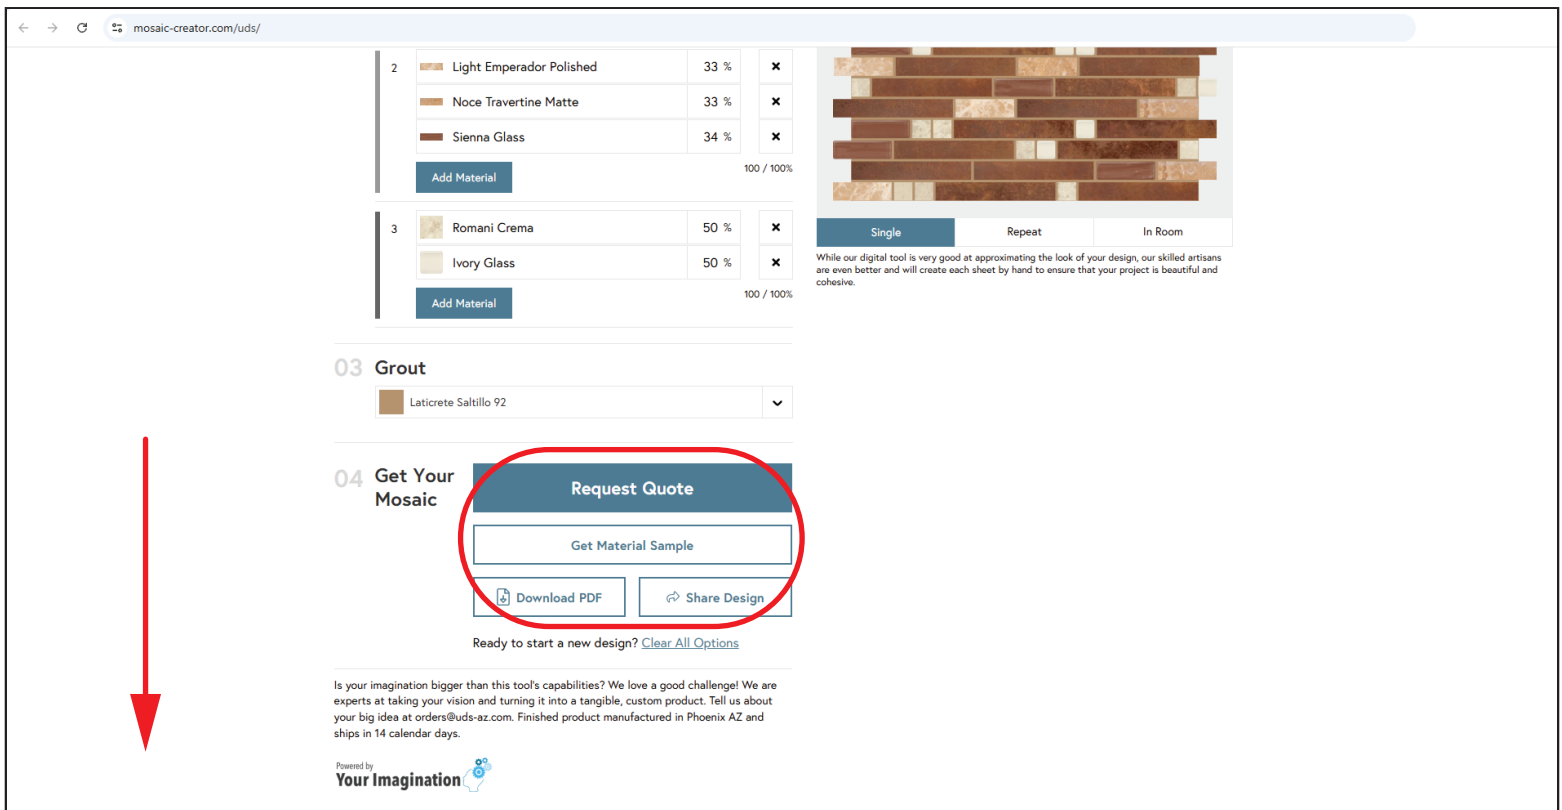 mosaic-creator.com/uds/
2 Light Emperador Polished 33 %
Noce Travertine Matte 33 %
Sienna Glass 34 %
Add Material 100 / 100%
3 Romani Crema 50 %
Ivory Glass 50 %
Add Material 100 / 100%
03 Grout
Laticrete Saltillo 92
04 Get Your
Mosaic
Request Quote
Get Material Sample
Download PDF Share Design
Ready to start a new design? Clear All Options
Is your imagination bigger than this tool's capabilities? We love a good challenge! We are
experts at taking your vision and turning it into a tangible, custom product. Tell us about
your big idea at orders@uds-az.com. Finished product manufactured in Phoenix AZ and
ships in 14 calendar days.
Powered by
Your Imagination
Single Repeat In Room
While our digital tool is very good at approximating the look of your design, our skilled artisans
are even better and will create each sheet by hand to ensure that your project is beautiful and
cohesive.